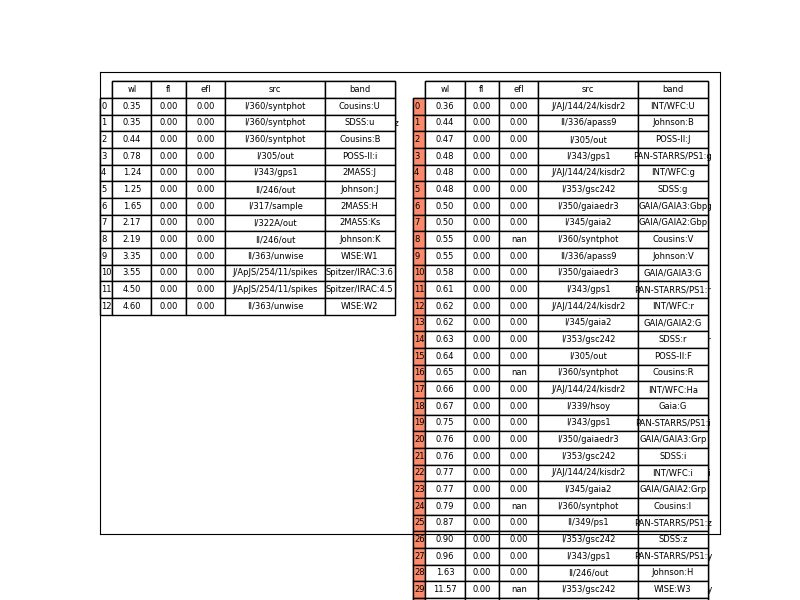 wl fl efl src band
0 0.35 0.00 0.00 I/360/syntphot Cousins:U
1 0.35 0.00 0.00 I/360/syntphot SDSS:u
2 0.44 0.00 0.00 I/360/syntphot Cousins:B
3 0.78 0.00 0.00 I/305/out POSS-II:i
4 1.24 0.00 0.00 I/343/gps1 2MASS:J
5 1.25 0.00 0.00 II/246/out Johnson:J
6 1.65 0.00 0.00 I/317/sample 2MASS:H
7 2.17 0.00 0.00 I/322A/out 2MASS:Ks
8 2.19 0.00 0.00 II/246/out Johnson:K
9 3.35 0.00 0.00 II/363/unwise WISE:W1
10 3.55 0.00 0.00 J/ApJS/254/11/spikes Spitzer/IRAC:3.6
11 4.50 0.00 0.00 J/ApJS/254/11/spikes Spitzer/IRAC:4.5
12 4.60 0.00 0.00 II/363/unwise WISE:W2
wl fl efl src band
0 0.36 0.00 0.00 J/AJ/144/24/kisdr2 INT/WFC:U
1 0.44 0.00 0.00 II/336/apass9 Johnson:B
2 0.47 0.00 0.00 I/305/out POSS-II:J
3 0.48 0.00 0.00 I/343/gps1 PAN-STARRS/PS1:g
4 0.48 0.00 0.00 J/AJ/144/24/kisdr2 INT/WFC:g
5 0.48 0.00 0.00 I/353/gsc242 SDSS:g
6 0.50 0.00 0.00 I/350/gaiaedr3 GAIA/GAIA3:Gbp
7 0.50 0.00 0.00 I/345/gaia2 GAIA/GAIA2:Gbp
8 0.55 0.00 nan I/360/syntphot Cousins:V
9 0.55 0.00 0.00 II/336/apass9 Johnson:V
10 0.58 0.00 0.00 I/350/gaiaedr3 GAIA/GAIA3:G
11 0.61 0.00 0.00 I/343/gps1 PAN-STARRS/PS1:r
12 0.62 0.00 0.00 J/AJ/144/24/kisdr2 INT/WFC:r
13 0.62 0.00 0.00 I/345/gaia2 GAIA/GAIA2:G
14 0.63 0.00 0.00 I/353/gsc242 SDSS:r
15 0.64 0.00 0.00 I/305/out POSS-II:F
16 0.65 0.00 nan I/360/syntphot Cousins:R
17 0.66 0.00 0.00 J/AJ/144/24/kisdr2 INT/WFC:Ha
18 0.67 0.00 0.00 I/339/hsoy Gaia:G
19 0.75 0.00 0.00 I/343/gps1 PAN-STARRS/PS1:i
20 0.76 0.00 0.00 I/350/gaiaedr3 GAIA/GAIA3:Grp
21 0.76 0.00 0.00 I/353/gsc242 SDSS:i
22 0.77 0.00 0.00 J/AJ/144/24/kisdr2 INT/WFC:i
23 0.77 0.00 0.00 I/345/gaia2 GAIA/GAIA2:Grp
24 0.79 0.00 nan I/360/syntphot Cousins:I
25 0.87 0.00 0.00 II/349/ps1 PAN-STARRS/PS1:z
26 0.90 0.00 0.00 I/353/gsc242 SDSS:z
27 0.96 0.00 0.00 I/343/gps1 PAN-STARRS/PS1:y
28 1.63 0.00 0.00 II/246/out Johnson:H
29 11.57 0.00 nan I/353/gsc242 WISE:W3